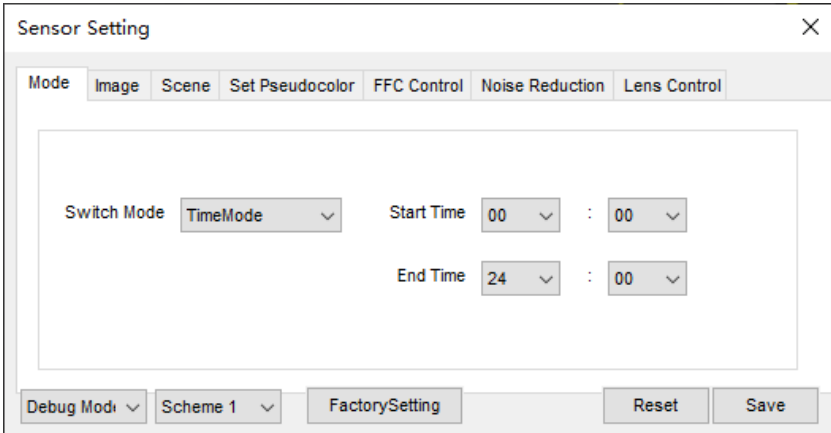 Sensor Setting
Mode Image Scene Set Pseudocolor FFC Control Noise Reduction Lens Control
Switch Mode TimeMode Start Time 00 : 00
End Time 24 : 00
Debug Mod Scheme 1 FactorySetting Reset Save